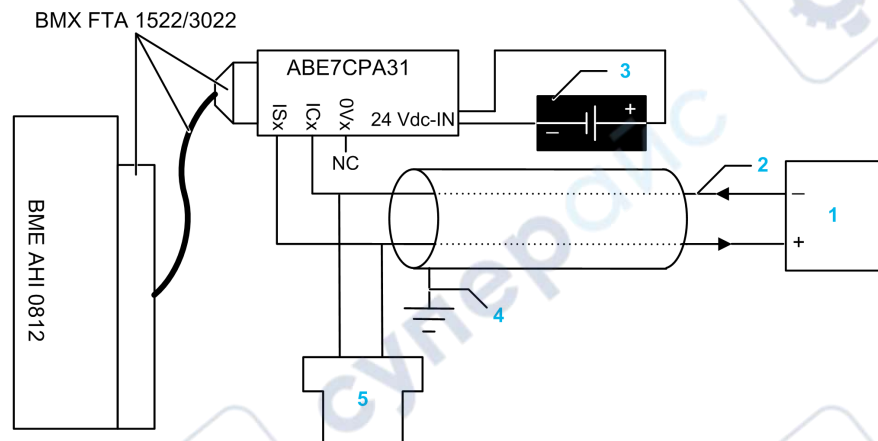 BMX FTA 1522/3022
ABE7CPA31
3
ISx
ICx
0Vx
24 Vdc-IN
+
−
NC
2
BME AHI 0812
−
1
+
4
5
суперайс